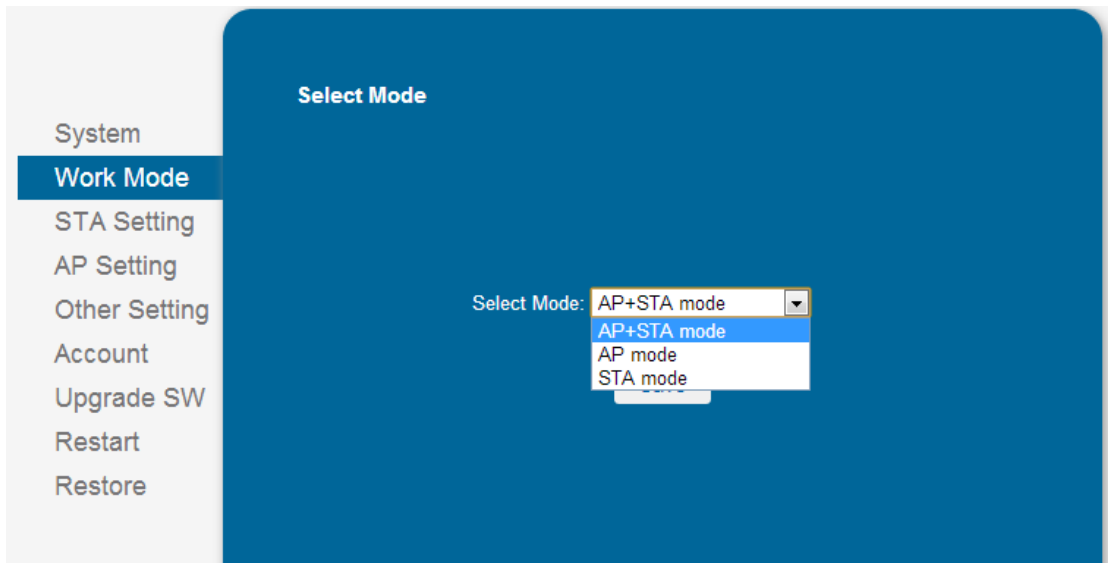 System
Work Mode
STA Setting
AP Setting
Other Setting
Account
Upgrade SW
Restart
Restore
Select Mode
Select Mode: AP+STA mode
AP+STA mode
AP mode
STA mode